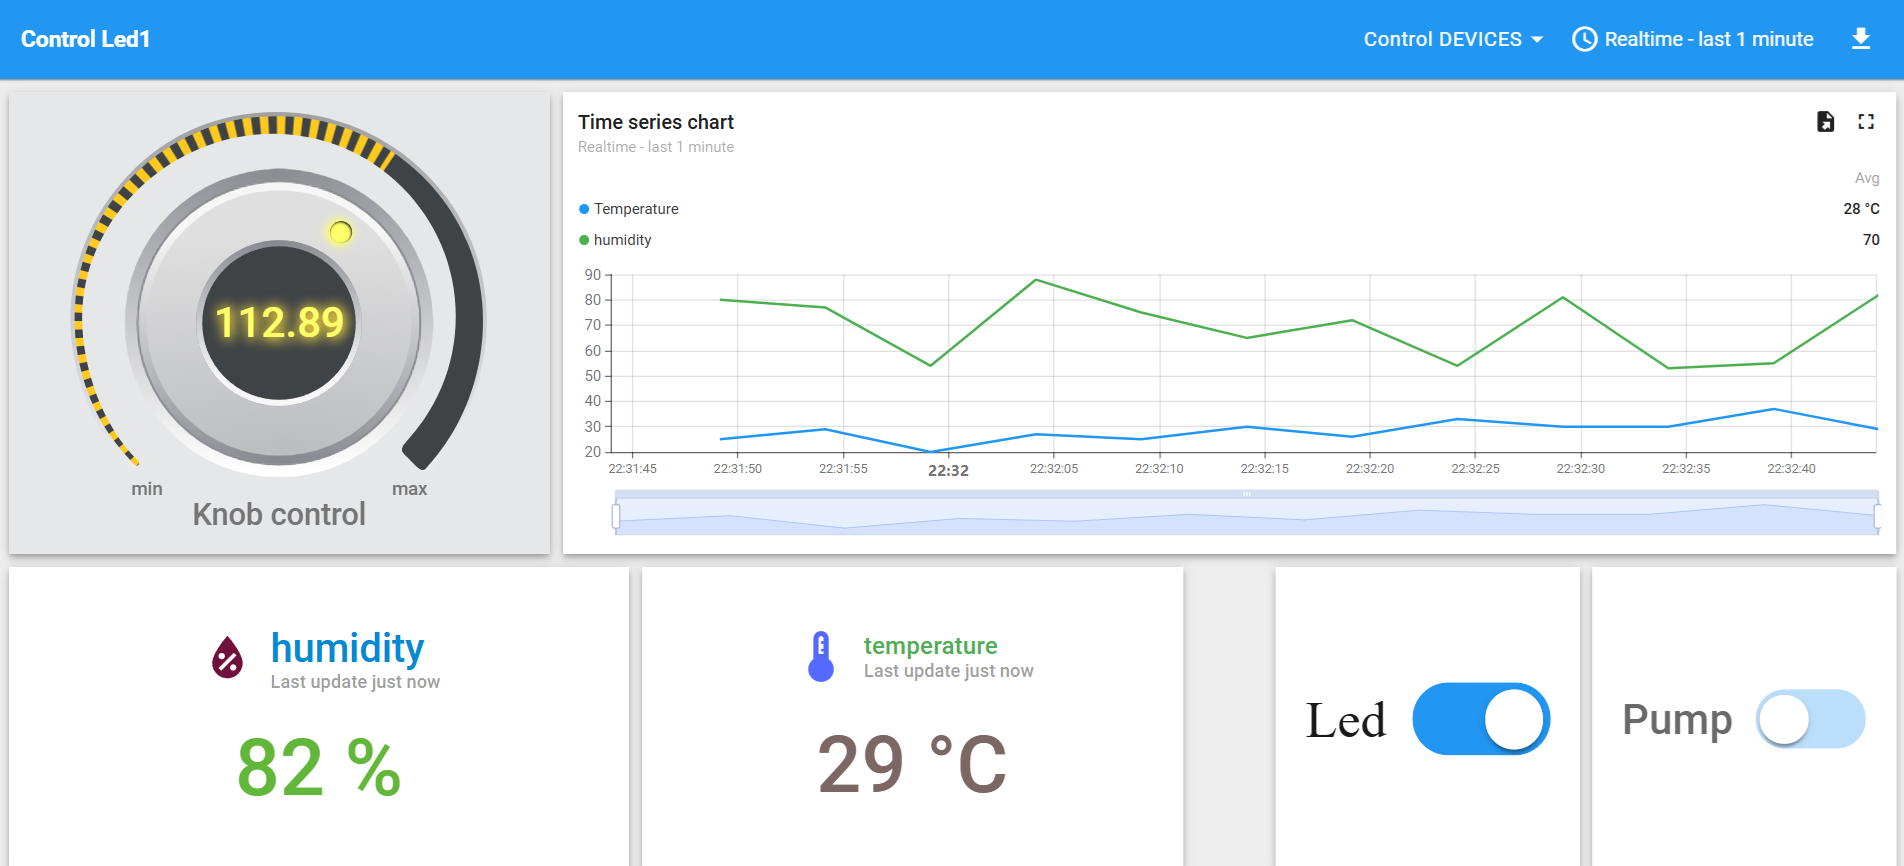 Control Led1
Control DEVICES
Realtime - last 1 minute
112.89
min
max
Knob control
Time series chart
Realtime - last 1 minute
Avg
Temperature
28 °C
humidity
70
90
80
70
60
50
40
30
20
22:31:45
22:31:50
22:31:55
22:32
22:32:05
22:32:10
22:32:15
22:32:20
22:32:25
22:32:30
22:32:35
22:32:40
humidity
Last update just now
82 %
temperature
Last update just now
29 °C
Led
Pump